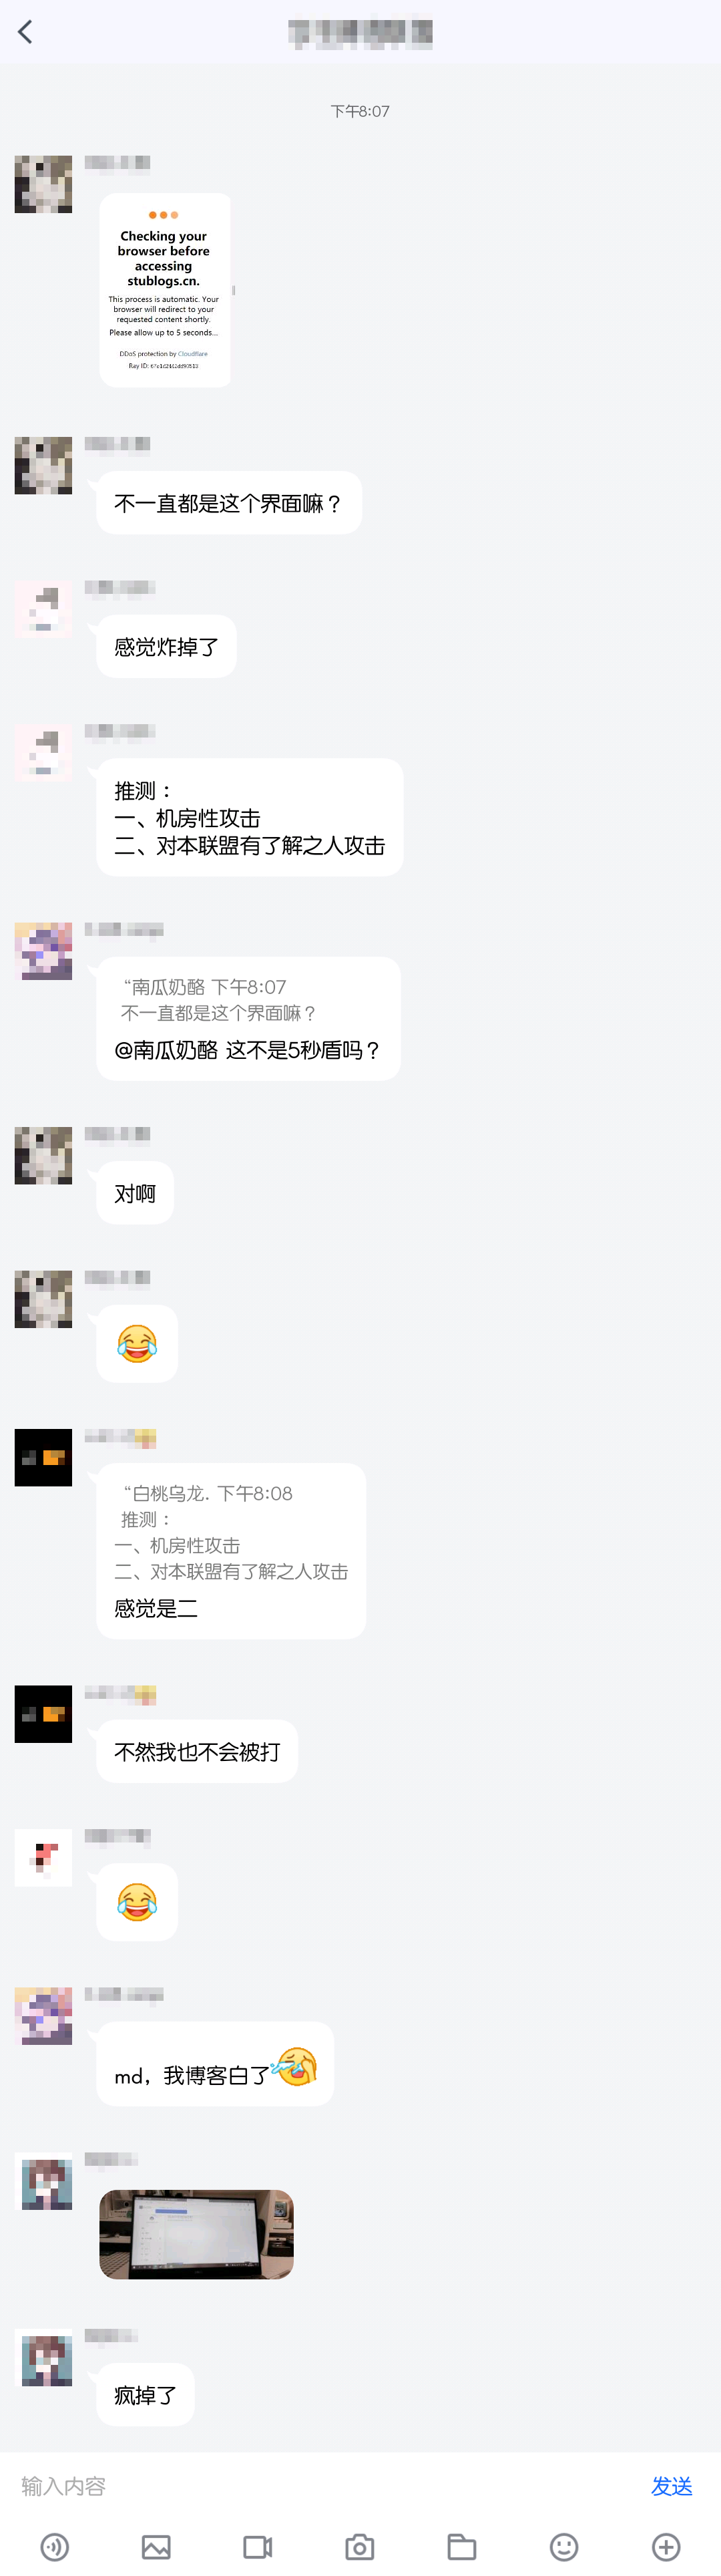 下午8:07
Checking your
browser before
accessing
stublogs.cn.
This process is automatic. Your
browser will redirect to your
requested content shortly.
Please allow up to 5 seconds...
DDoS protection by Cloudflare
Ray ID:
不一直都是这个界面嘛？
感觉炸掉了
推测：
一、机房性攻击
二、对本联盟有了解之人攻击
“南瓜奶酪 下午8:07
不一直都是这个界面嘛？
@南瓜奶酪 这不是5秒盾吗？
对啊
“白桃乌龙. 下午8:08
推测：
一、机房性攻击
二、对本联盟有了解之人攻击
感觉是二
不然我也不会被打
md，我博客白了
疯掉了
输入内容
发送